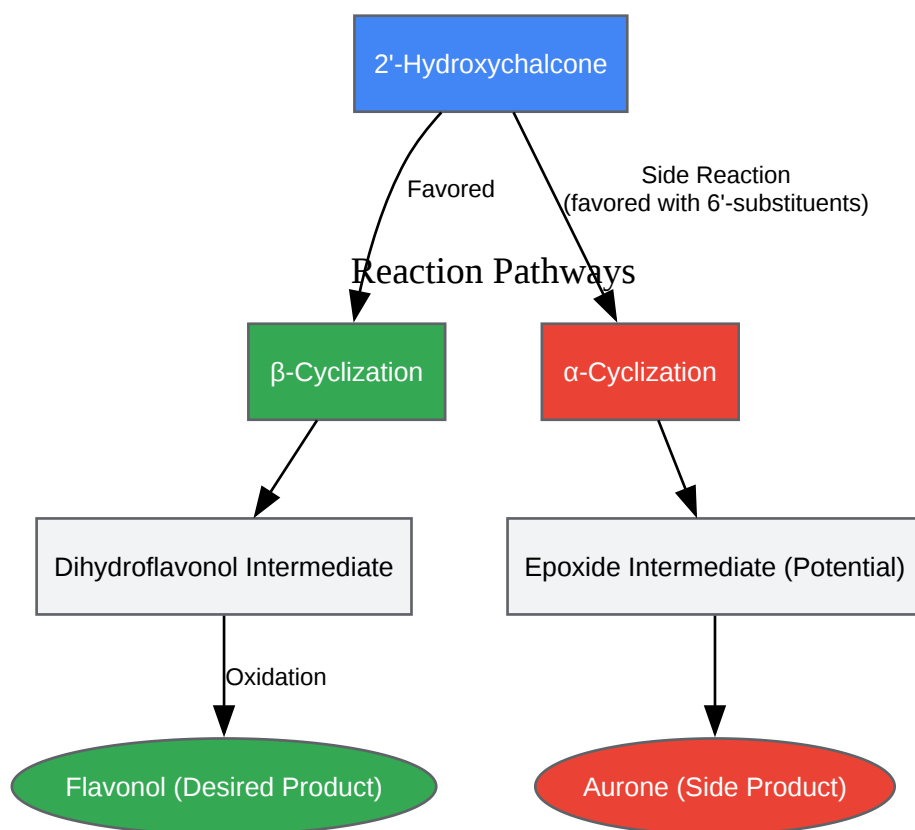 2'-Hydroxychalcone
Favored
Side Reaction
(favored with 6'-substituents)
Reaction Pathways
β-Cyclization
α-Cyclization
Dihydroflavonol Intermediate
Epoxide Intermediate (Potential)
Oxidation
Flavonol (Desired Product)
Aurone (Side Product)